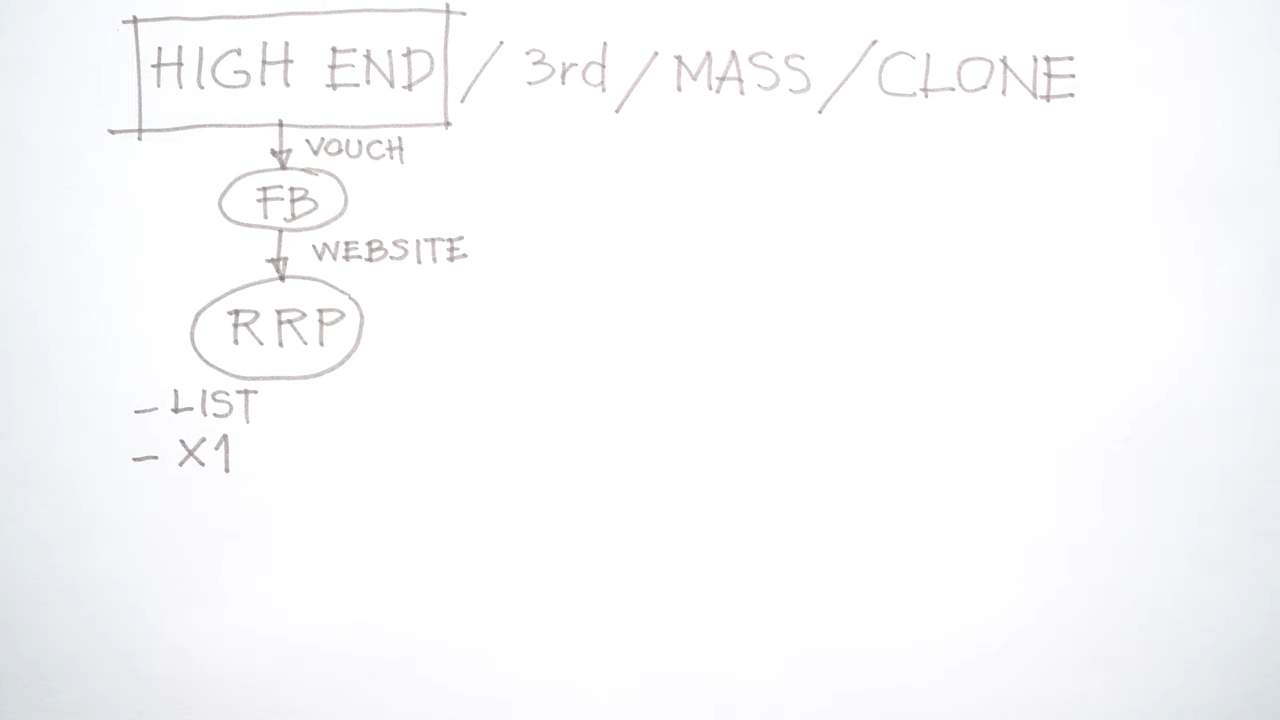 HIGH END / 3rd / MASS / CLONE
VOUCH
FB
WEBSITE
RRP
- LIST
- X1